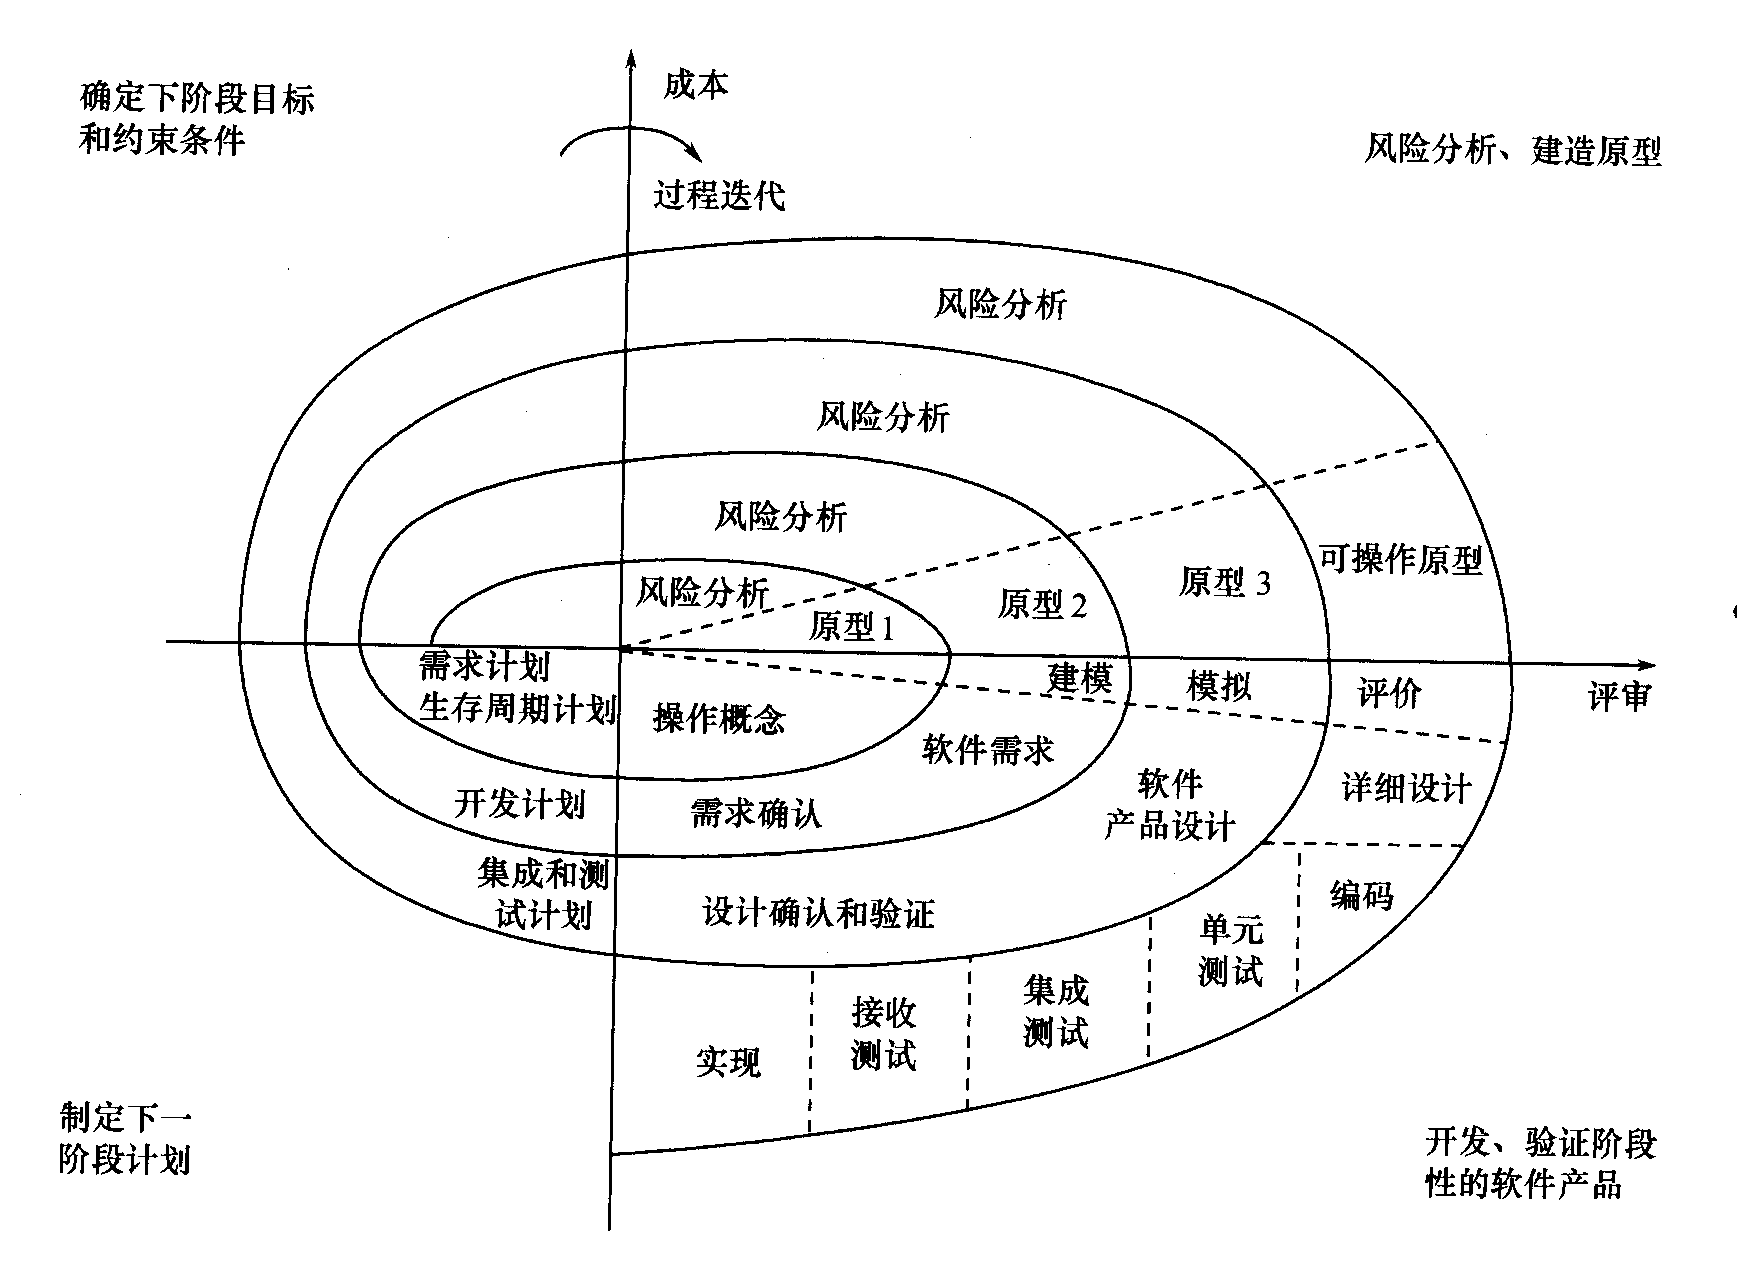 成本
确定下阶段目标
和约束条件
风险分析、建造原型
过程迭代
风险分析
风险分析
风险分析
风险分析
原型1
原型2
原型3
可操作原型
需求计划
生存周期计划
操作概念
建模
模拟
评价
评审
软件需求
开发计划
需求确认
软件
产品设计
详细设计
集成和测
试计划
设计确认和验证
编码
单元
测试
集成
测试
接收
测试
实现
制定下一
阶段计划
开发、验证阶段
性的软件产品